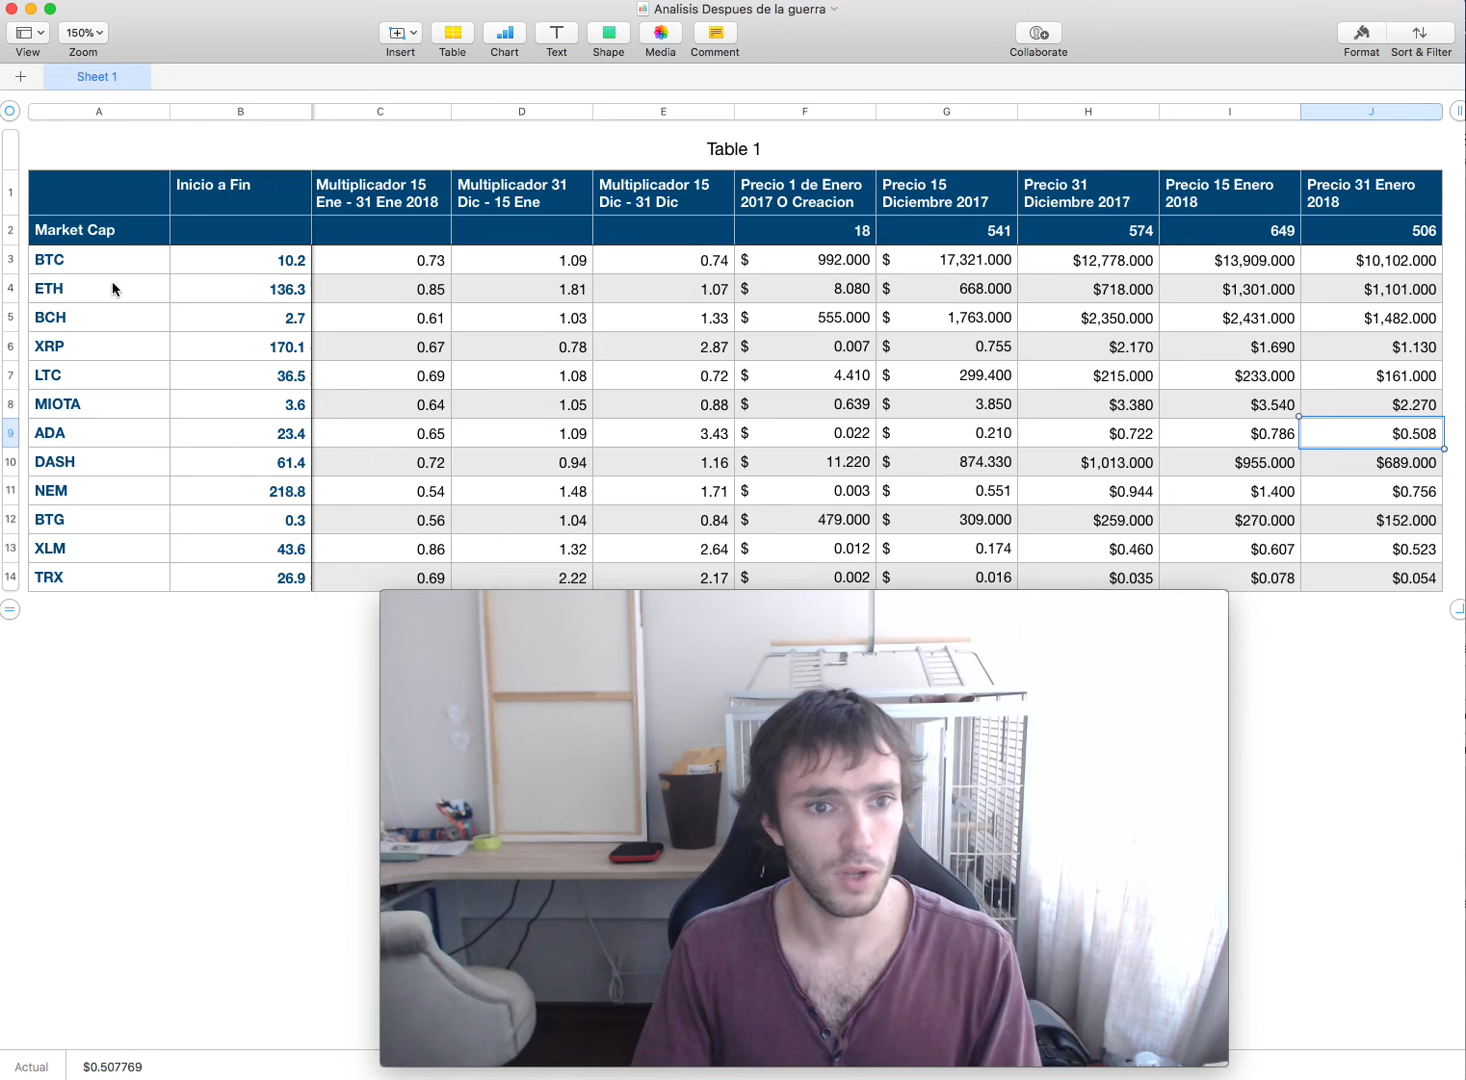 Analisis Despues de la guerra
150%
View Zoom Insert Table Chart Text Shape Media Comment Collaborate Format Sort & Filter
+ Sheet 1
A B C D E F G H I J
Table 1
1 Inicio a Fin Multiplicador 15 Ene - 31 Ene 2018 Multiplicador 31 Dic - 15 Ene Multiplicador 15 Dic - 31 Dic Precio 1 de Enero 2017 O Creacion Precio 15 Diciembre 2017 Precio 31 Diciembre 2017 Precio 15 Enero 2018 Precio 31 Enero 2018
2 Market Cap 18 541 574 649 506
3 BTC 10.2 0.73 1.09 0.74 $ 992.000 $ 17,321.000 $12,778.000 $13,909.000 $10,102.000
4 ETH 136.3 0.85 1.81 1.07 $ 8.080 $ 668.000 $718.000 $1,301.000 $1,101.000
5 BCH 2.7 0.61 1.03 1.33 $ 555.000 $ 1,763.000 $2,350.000 $2,431.000 $1,482.000
6 XRP 170.1 0.67 0.78 2.87 $ 0.007 $ 0.755 $2.170 $1.690 $1.130
7 LTC 36.5 0.69 1.08 0.72 $ 4.410 $ 299.400 $215.000 $233.000 $161.000
8 MIOTA 3.6 0.64 1.05 0.88 $ 0.639 $ 3.850 $3.380 $3.540 $2.270
9 ADA 23.4 0.65 1.09 3.43 $ 0.022 $ 0.210 $0.722 $0.786 $0.508
10 DASH 61.4 0.72 0.94 1.16 $ 11.220 $ 874.330 $1,013.000 $955.000 $689.000
11 NEM 218.8 0.54 1.48 1.71 $ 0.003 $ 0.551 $0.944 $1.400 $0.756
12 BTG 0.3 0.56 1.04 0.84 $ 479.000 $ 309.000 $259.000 $270.000 $152.000
13 XLM 43.6 0.86 1.32 2.64 $ 0.012 $ 0.174 $0.460 $0.607 $0.523
14 TRX 26.9 0.69 2.22 2.17 $ 0.002 $ 0.016 $0.035 $0.078 $0.054
Actual $0.507769